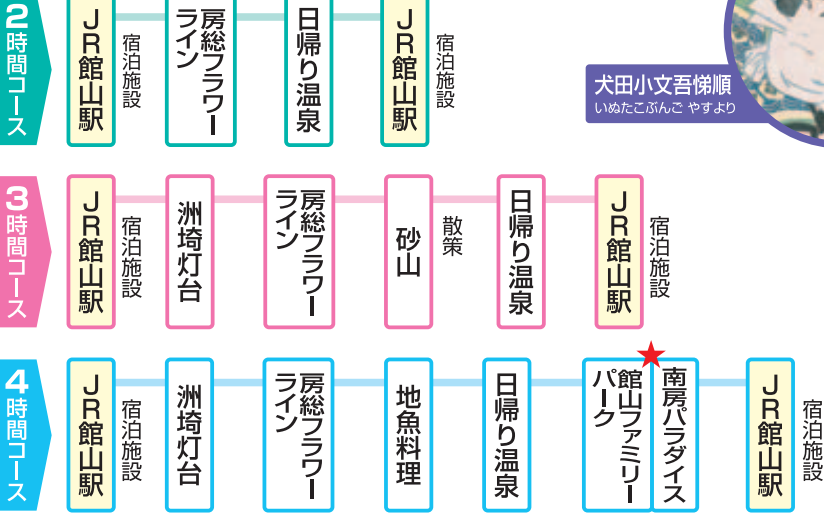 2時間コース
JR館山駅
宿泊施設
房総フラワー
ライン
日帰り温泉
JR館山駅
宿泊施設
犬田小文吾悌順
いぬたこぶんご やすより
3時間コース
JR館山駅
宿泊施設
洲埼灯台
房総フラワー
ライン
砂山
散策
日帰り温泉
JR館山駅
宿泊施設
4時間コース
JR館山駅
宿泊施設
洲埼灯台
房総フラワー
ライン
地魚料理
日帰り温泉
館山ファミリー
パーク
南房パラダイス
JR館山駅
宿泊施設